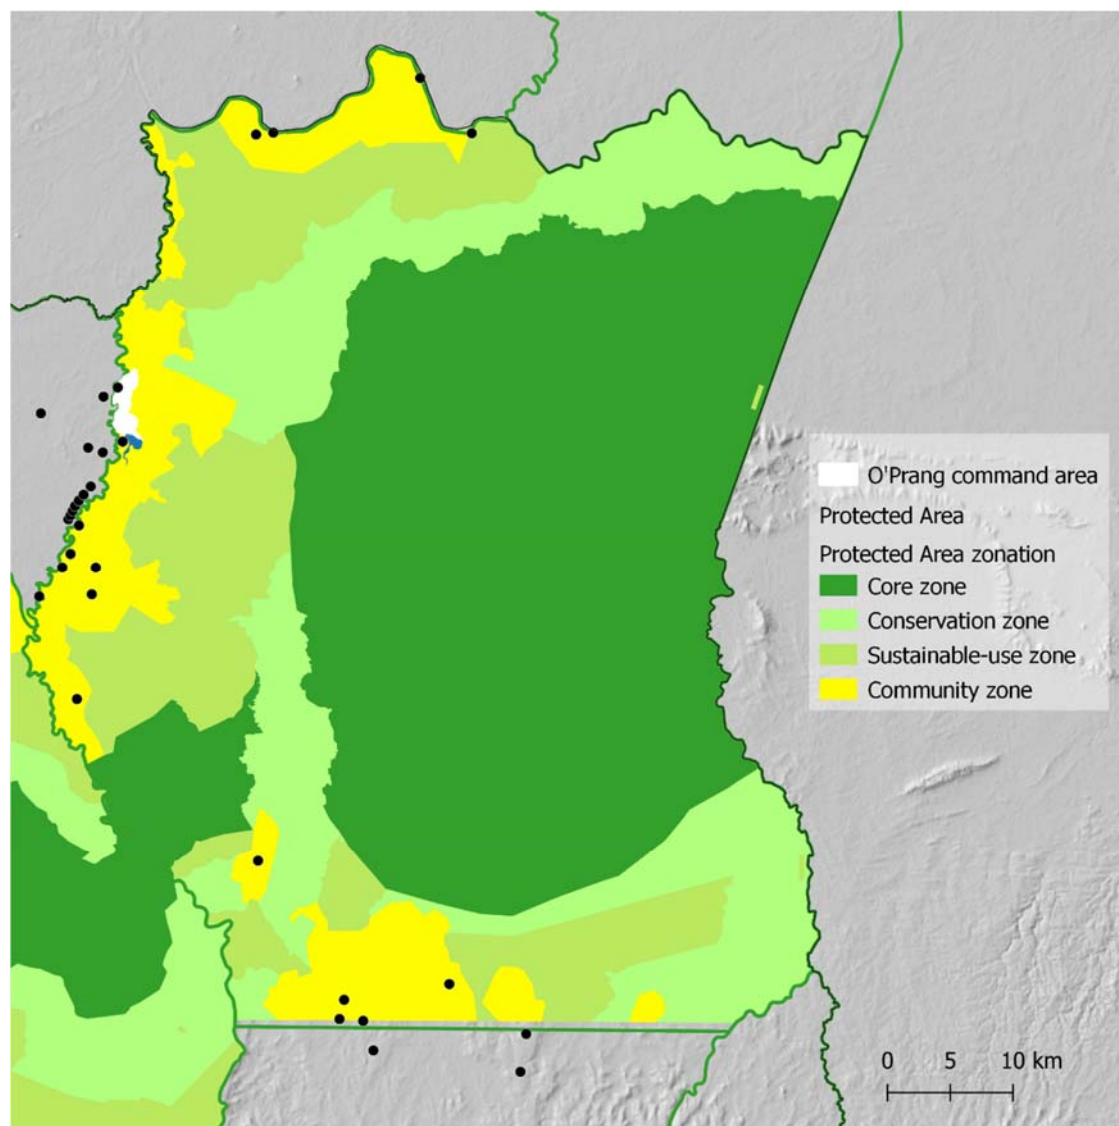 O'Prang command area
Protected Area
Protected Area zonation
Core zone
Conservation zone
Sustainable-use zone
Community zone
0 5 10 km